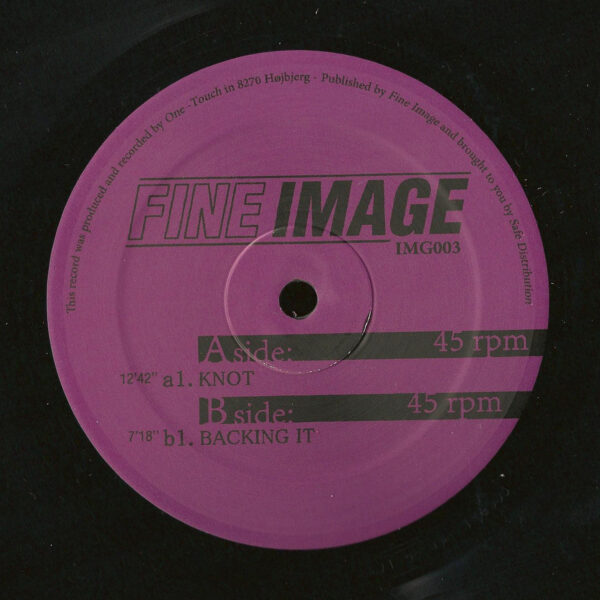 This record was produced and recorded by One -Touch in 8270 Højbjerg - Published by Fine Image and brought to you by Safe Distribution
FINE IMAGE
IMG003
A side: 45 rpm
12'42" a1. KNOT
B side: 45 rpm
7'18" b1. BACKING IT